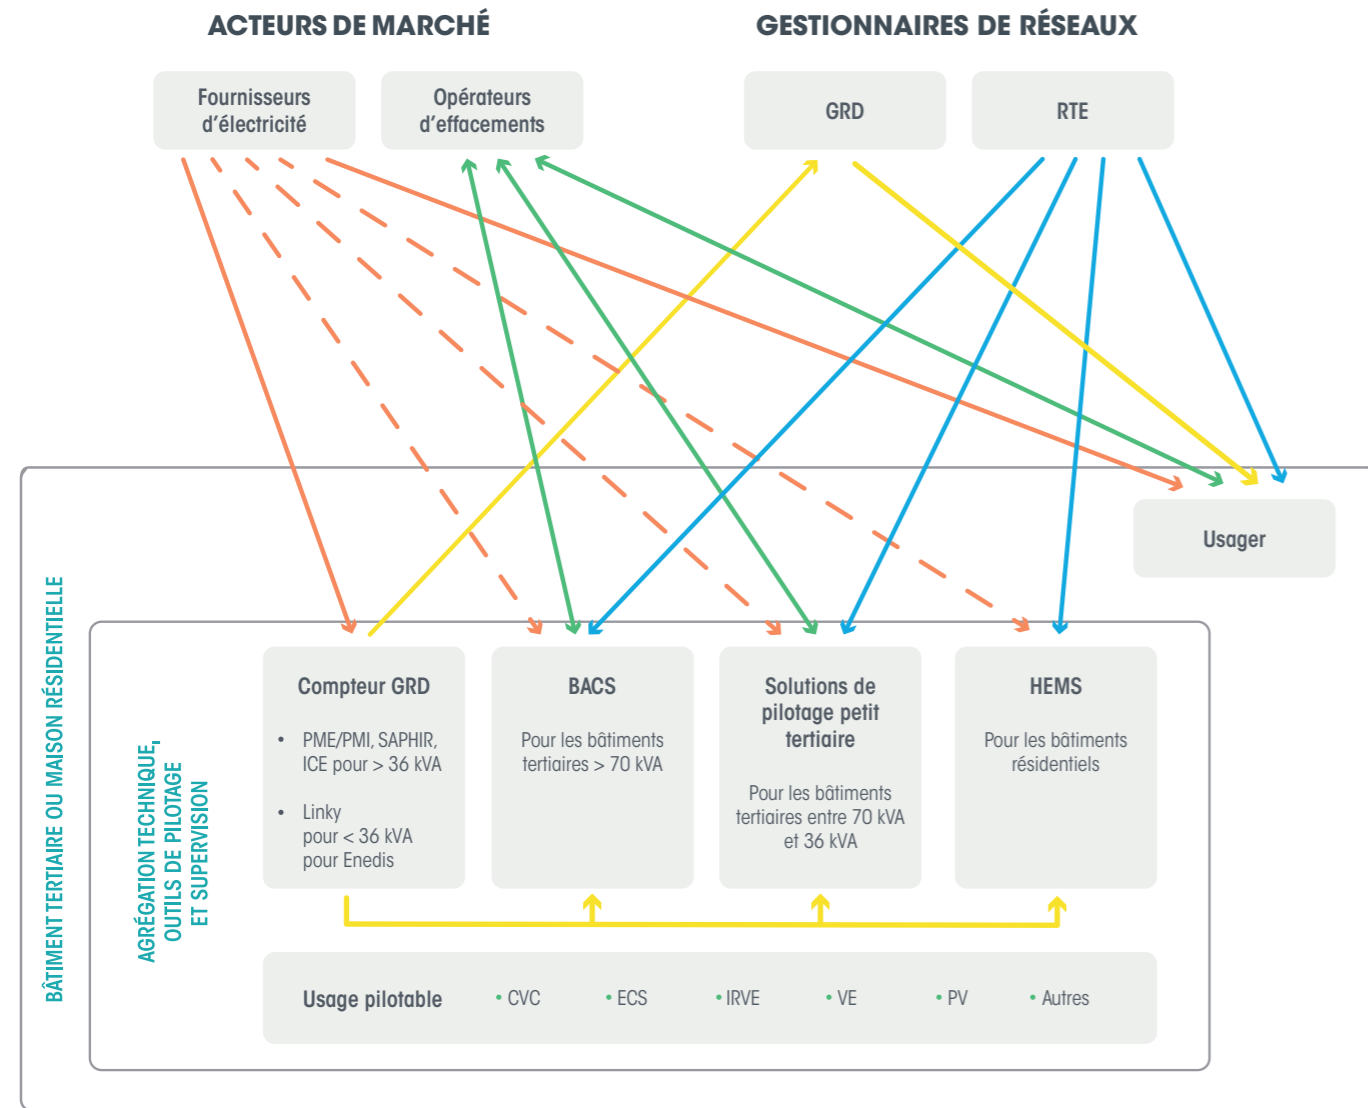 ACTEURS DE MARCHÉ
GESTIONNAIRES DE RÉSEAUX
Fournisseurs
d’électricité
Opérateurs
d’effacements
GRD
RTE
Usager
BÂTIMENT TERTIAIRE OU MAISON RÉSIDENTIELLE
AGRÉGATION TECHNIQUE,
OUTILS DE PILOTAGE
ET SUPERVISION
Compteur GRD
• PME/PMI, SAPHIR,
ICE pour > 36 kVA
• Linky
pour < 36 kVA
pour Enedis
BACS
Pour les bâtiments
tertiaires > 70 kVA
Solutions de
pilotage petit
tertiaire
Pour les bâtiments
tertiaires entre 70 kVA
et 36 kVA
HEMS
Pour les bâtiments
résidentiels
Usage pilotable • CVC • ECS • IRVE • VE • PV • Autres